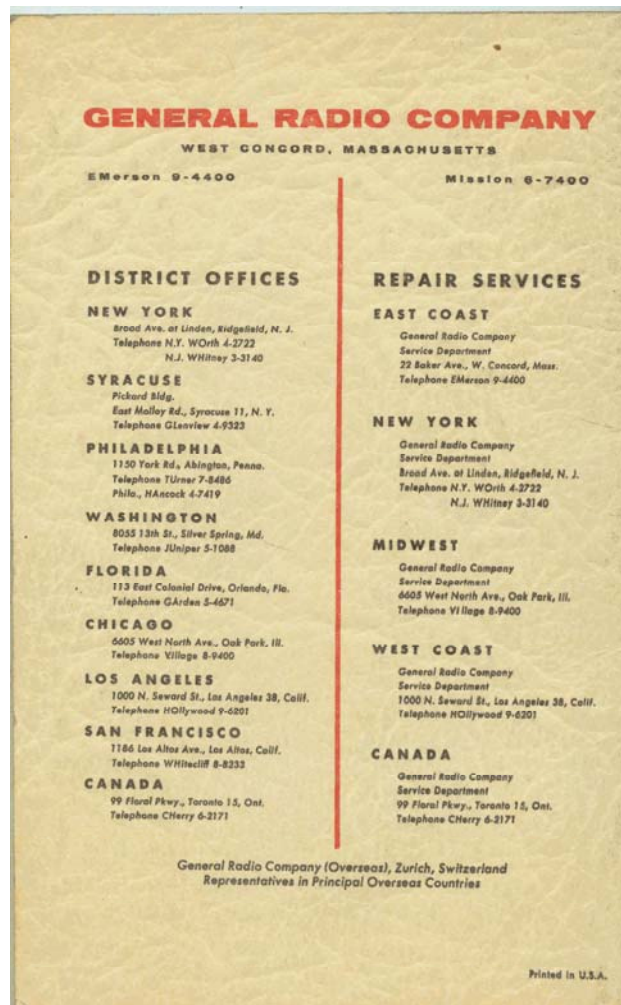 GENERAL RADIO COMPANY
WEST CONCORD, MASSACHUSETTS
EMerson 9-4400
Mission 6-7400
DISTRICT OFFICES
NEW YORK
Broad Ave. at Linden, Ridgefield, N. J.
Telephone N.Y. WOrth 4-2722
N.J. WHitney 3-3140
SYRACUSE
Pickard Bldg.
East Molloy Rd., Syracuse 11, N. Y.
Telephone GLenview 4-9323
PHILADELPHIA
1150 York Rd., Abington, Penna.
Telephone TUrner 7-8486
Phila., HAncock 4-7419
WASHINGTON
8055 13th St., Silver Spring, Md.
Telephone JUniper 5-1088
FLORIDA
113 East Colonial Drive, Orlando, Fla.
Telephone GArden 5-4671
CHICAGO
6605 West North Ave., Oak Park, Ill.
Telephone VIllage 8-9400
LOS ANGELES
1000 N. Seward St., Los Angeles 38, Calif.
Telephone HOllywood 9-6201
SAN FRANCISCO
1186 Los Altos Ave., Los Altos, Calif.
Telephone WHitecliff 8-8233
CANADA
99 Floral Pkwy., Toronto 15, Ont.
Telephone CHerry 6-2171
REPAIR SERVICES
EAST COAST
General Radio Company
Service Department
22 Baker Ave., W. Concord, Mass.
Telephone EMerson 9-4400
NEW YORK
General Radio Company
Service Department
Broad Ave. at Linden, Ridgefield, N. J.
Telephone N.Y. WOrth 4-2722
N.J. WHitney 3-3140
MIDWEST
General Radio Company
Service Department
6605 West North Ave., Oak Park, Ill.
Telephone VIllage 8-9400
WEST COAST
General Radio Company
Service Department
1000 N. Seward St., Los Angeles 38, Calif.
Telephone HOllywood 9-6201
CANADA
General Radio Company
Service Department
99 Floral Pkwy., Toronto 15, Ont.
Telephone CHerry 6-2171
General Radio Company (Overseas), Zurich, Switzerland
Representatives in Principal Overseas Countries
Printed in U.S.A.